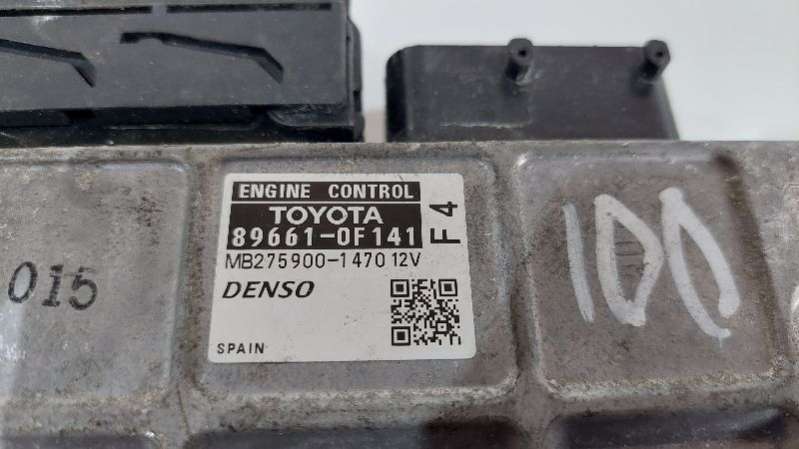 ENGINE CONTROL
TOYOTA
89661-0F141
F4
MB275900-1470 12V
DENSO
SPAIN
015
100